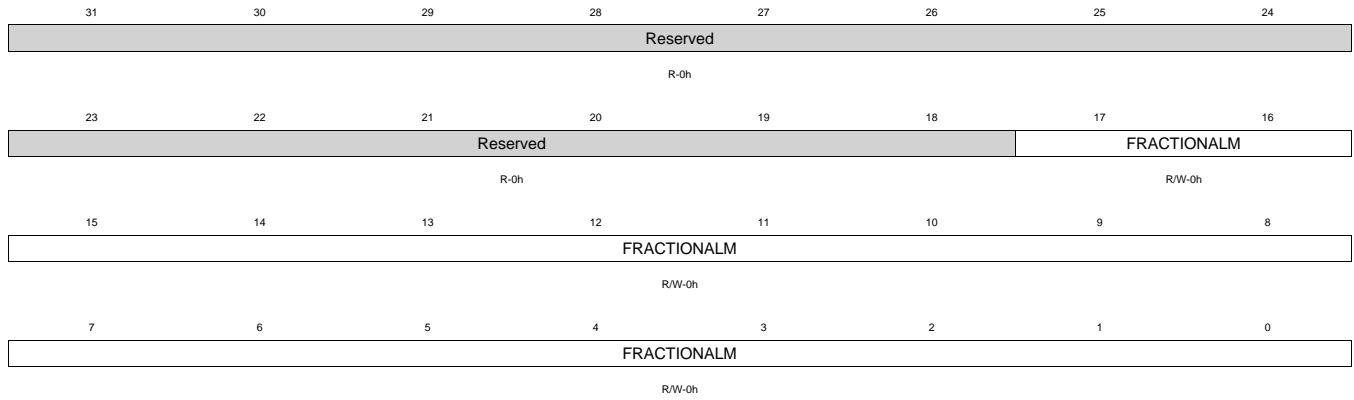 31 30 29 28 27 26 25 24
Reserved
R-0h
23 22 21 20 19 18 17 16
Reserved FRACTIONALM
R-0h R/W-0h
15 14 13 12 11 10 9 8
FRACTIONALM
R/W-0h
7 6 5 4 3 2 1 0
FRACTIONALM
R/W-0h